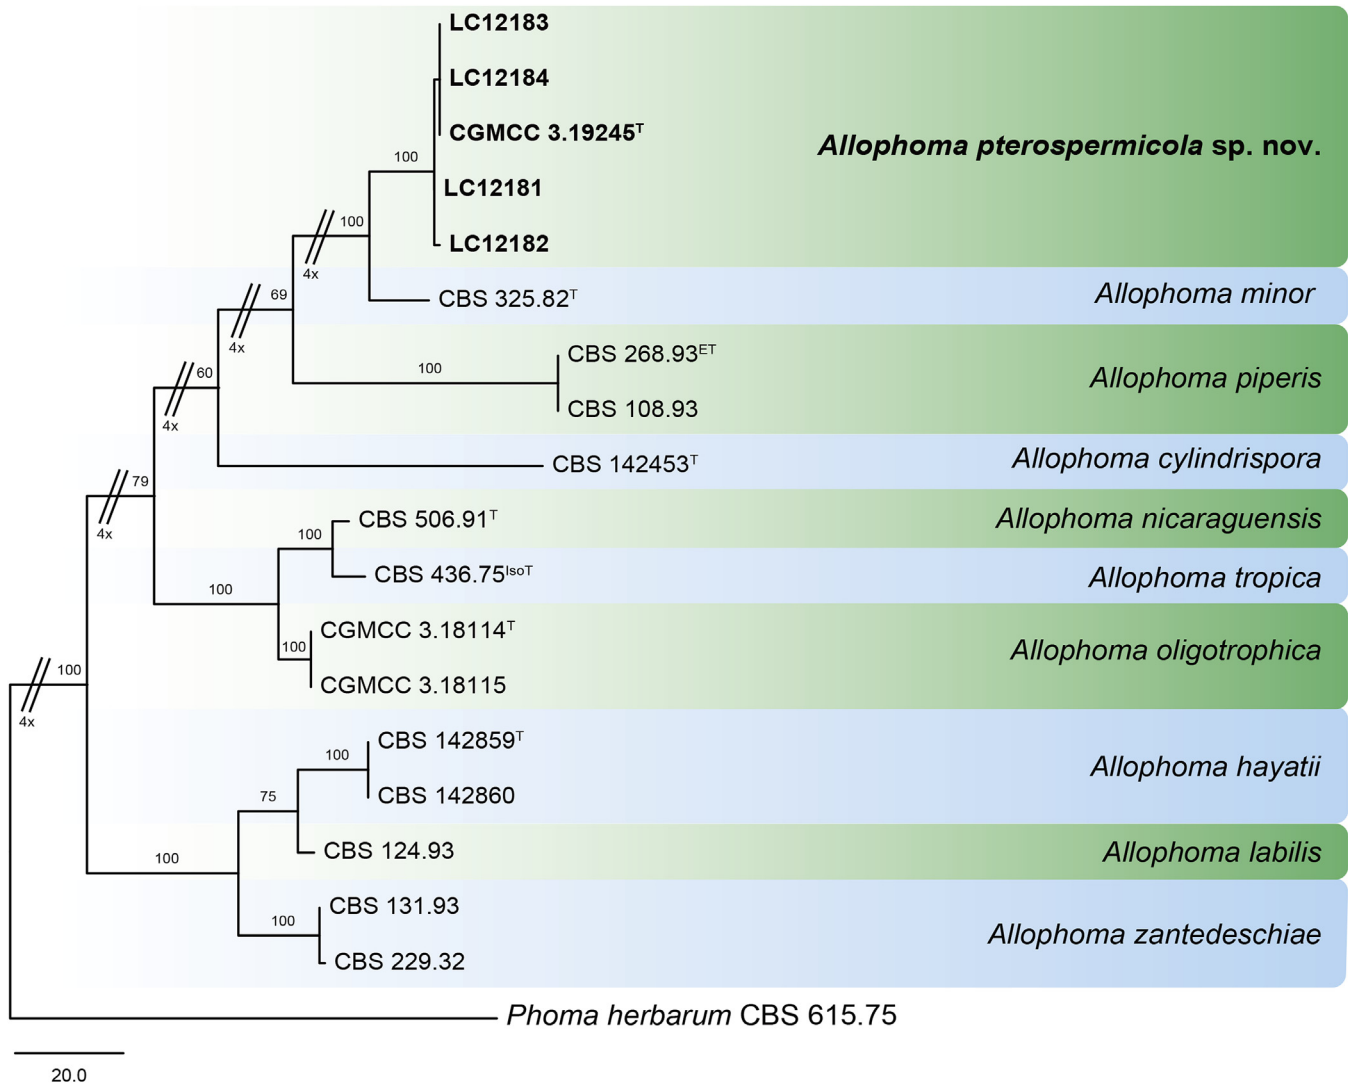 LC12183
LC12184
CGMCC 3.19245ᵀ
Allophoma pterospermicola sp. nov.
100
LC12181
100
LC12182
4x
69
CBS 325.82ᵀ
Allophoma minor
4x
60
CBS 268.93ᴱᵀ
100
Allophoma piperis
CBS 108.93
4x
79
CBS 142453ᵀ
Allophoma cylindrispora
4x
CBS 506.91ᵀ
Allophoma nicaraguensis
100
CBS 436.75ᴵˢᵒᵀ
Allophoma tropica
100
CGMCC 3.18114ᵀ
100
Allophoma oligotrophica
100
CGMCC 3.18115
4x
CBS 142859ᵀ
100
Allophoma hayatii
75
CBS 142860
100
CBS 124.93
Allophoma labilis
CBS 131.93
100
Allophoma zantedeschiae
CBS 229.32
Phoma herbarum CBS 615.75
20.0